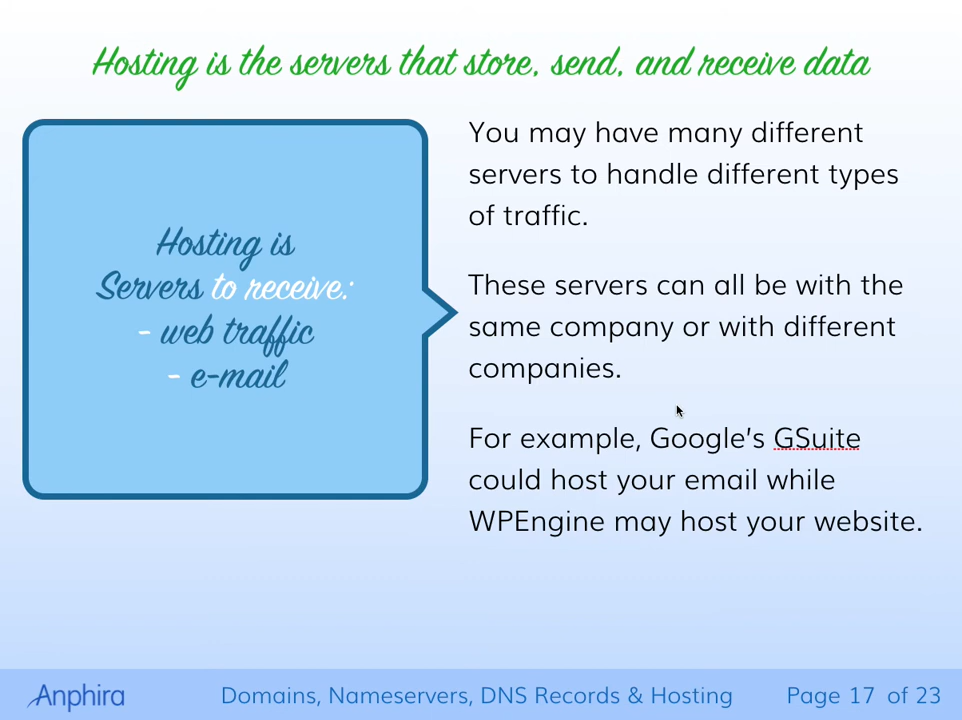 Hosting is the servers that store, send, and receive data
Hosting is
Servers to receive:
- web traffic
- e-mail
You may have many different
servers to handle different types
of traffic.
These servers can all be with the
same company or with different
companies.
For example, Google's GSuite
could host your email while
WPEngine may host your website.
Anphira
Domains, Nameservers, DNS Records & Hosting
Page 17 of 23